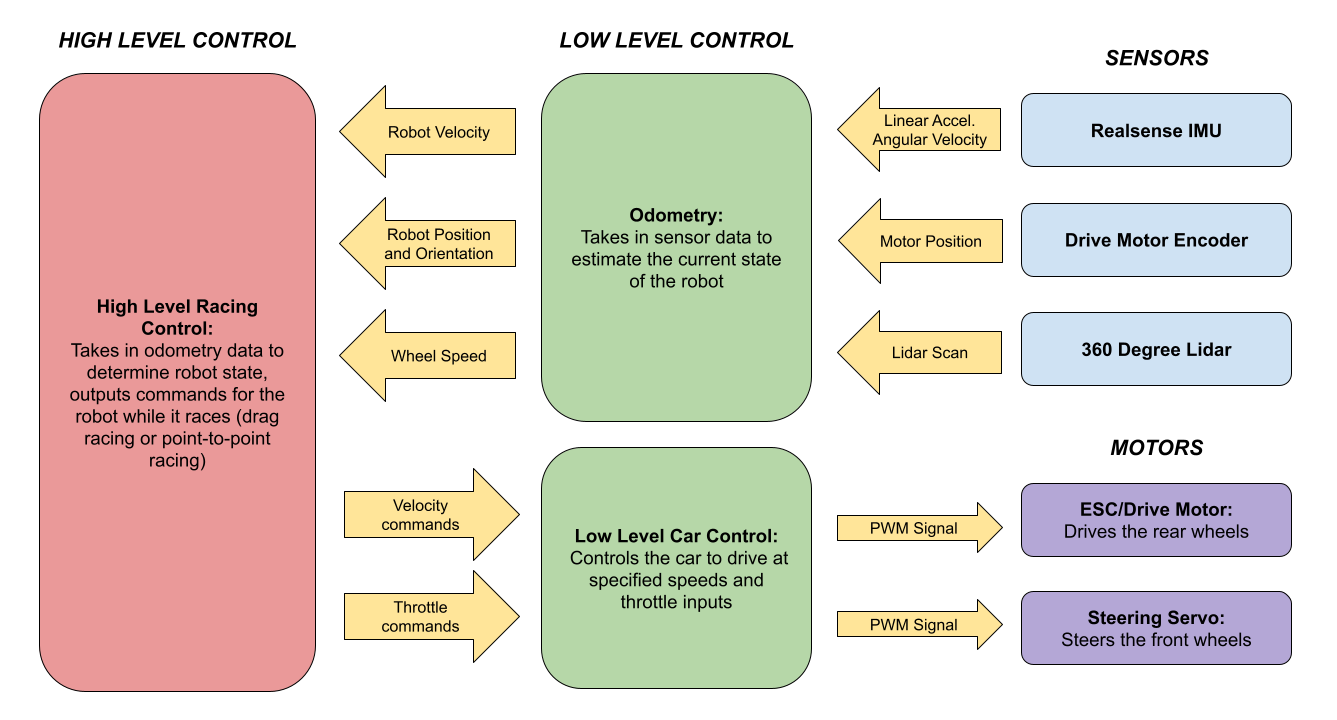 HIGH LEVEL CONTROL
High Level Racing
Control:
Takes in odometry data to
determine robot state,
outputs commands for the
robot while it races (drag
racing or point-to-point
racing)
Robot Velocity
Robot Position
and Orientation
Wheel Speed
Velocity
commands
Throttle
commands
LOW LEVEL CONTROL
Odometry:
Takes in sensor data to
estimate the current state
of the robot
Low Level Car Control:
Controls the car to drive at
specified speeds and
throttle inputs
Linear Accel.
Angular Velocity
Motor Position
Lidar Scan
PWM Signal
PWM Signal
SENSORS
Realsense IMU
Drive Motor Encoder
360 Degree Lidar
MOTORS
ESC/Drive Motor:
Drives the rear wheels
Steering Servo:
Steers the front wheels